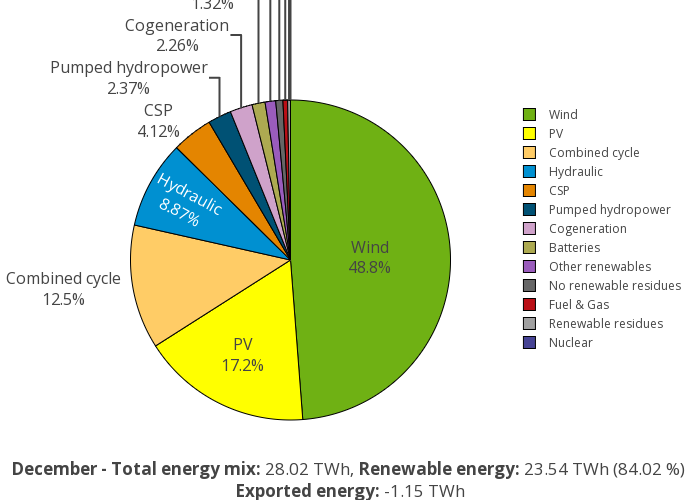 1.32%
Cogeneration
2.26%
Pumped hydropower
2.37%
CSP
4.12%
Hydraulic
8.87%
Combined cycle
12.5%
PV
17.2%
Wind
48.8%
Wind
PV
Combined cycle
Hydraulic
CSP
Pumped hydropower
Cogeneration
Batteries
Other renewables
No renewable residues
Fuel & Gas
Renewable residues
Nuclear
December - Total energy mix: 28.02 TWh, Renewable energy: 23.54 TWh (84.02 %)
Exported energy: -1.15 TWh